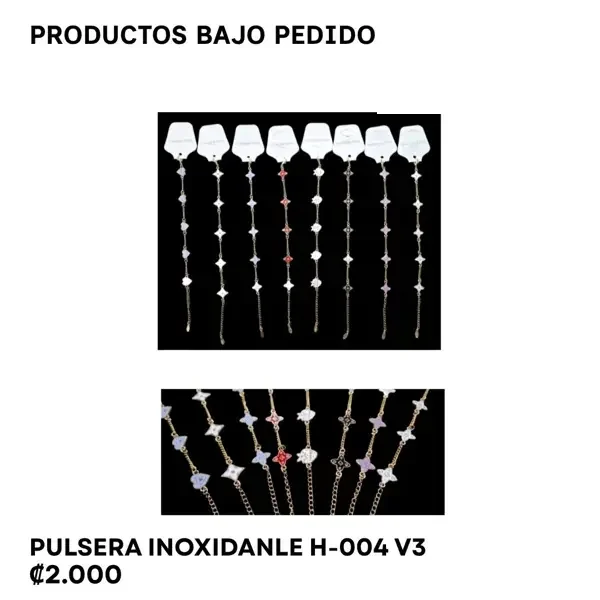 PRODUCTOS BAJO PEDIDO
PULSERA INOXIDANLE H-004 V3
₡2.000